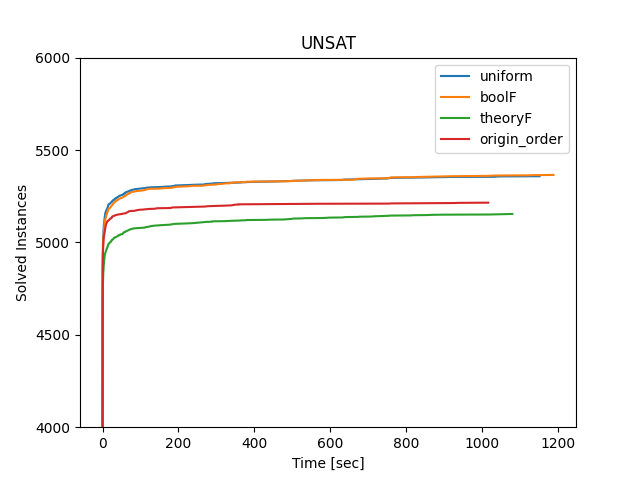 UNSAT
6000
5500
5000
4500
4000
Solved Instances
uniform
boolF
theoryF
origin_order
0 200 400 600 800 1000 1200
Time [sec]